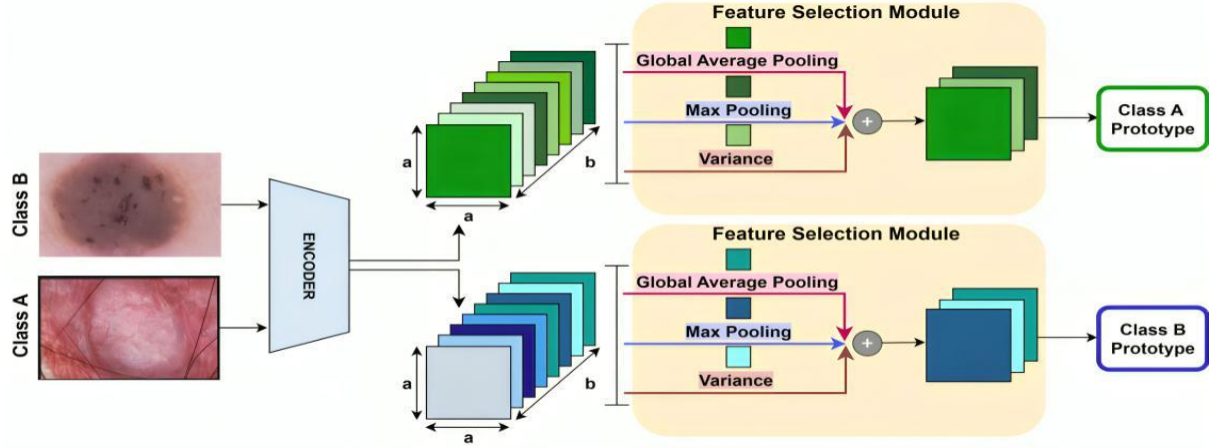 Feature Selection Module
Global Average Pooling
Max Pooling
Variance
+
Class A
Prototype
a
b
a
Class B
Class A
ENCODER
Feature Selection Module
Global Average Pooling
Max Pooling
Variance
+
Class B
Prototype
a
b
a